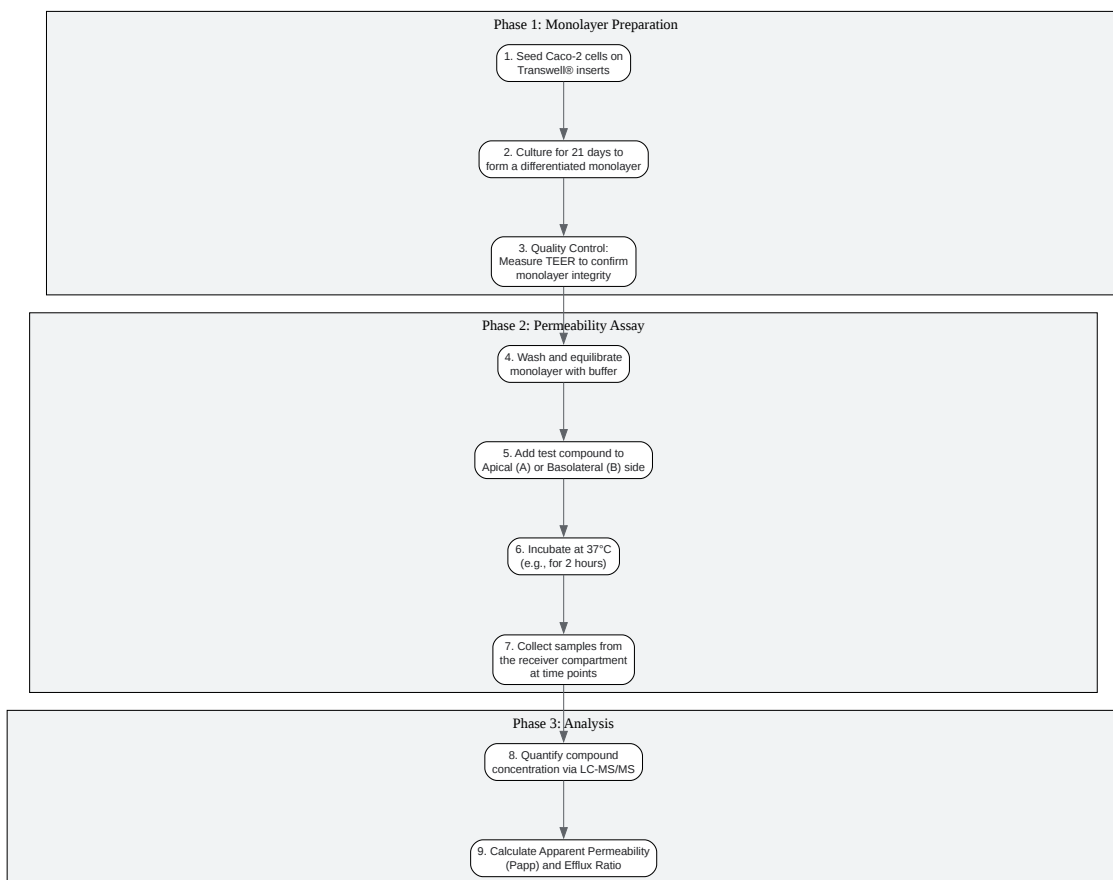 Phase 1: Monolayer Preparation
1. Seed Caco-2 cells on
Transwell® inserts
2. Culture for 21 days to
form a differentiated monolayer
3. Quality Control:
Measure TEER to confirm
monolayer integrity
Phase 2: Permeability Assay
4. Wash and equilibrate
monolayer with buffer
5. Add test compound to
Apical (A) or Basolateral (B) side
6. Incubate at 37°C
(e.g., for 2 hours)
7. Collect samples from
the receiver compartment
at time points
Phase 3: Analysis
8. Quantify compound
concentration via LC-MS/MS
9. Calculate Apparent Permeability
(Papp) and Efflux Ratio